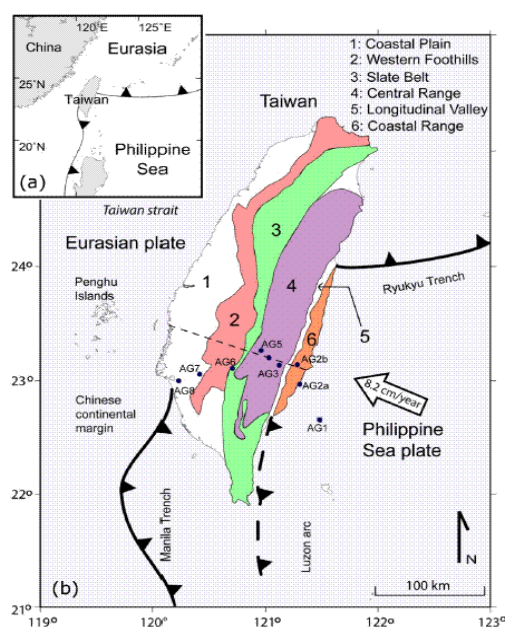 120°E 125°E
China
Eurasia
25°N
Taiwan
20°N
Philippine
Sea
(a)
1: Coastal Plain
2: Western Foothills
3: Slate Belt
4: Central Range
5: Longitudinal Valley
6: Coastal Range
Taiwan
Taiwan strait
Eurasian plate
24°
Penghu
Islands
1
2
3
4
5
6
Ryukyu Trench
AG5
AG6
AG7
AG8
AG3
AG2b
AG2a
AG1
23°
Chinese
continental
margin
8.2 cm/year
Philippine
Sea plate
22°
Manilla Trench
Luzon arc
N
100 km
(b)
21°
119° 120° 121° 122° 123°